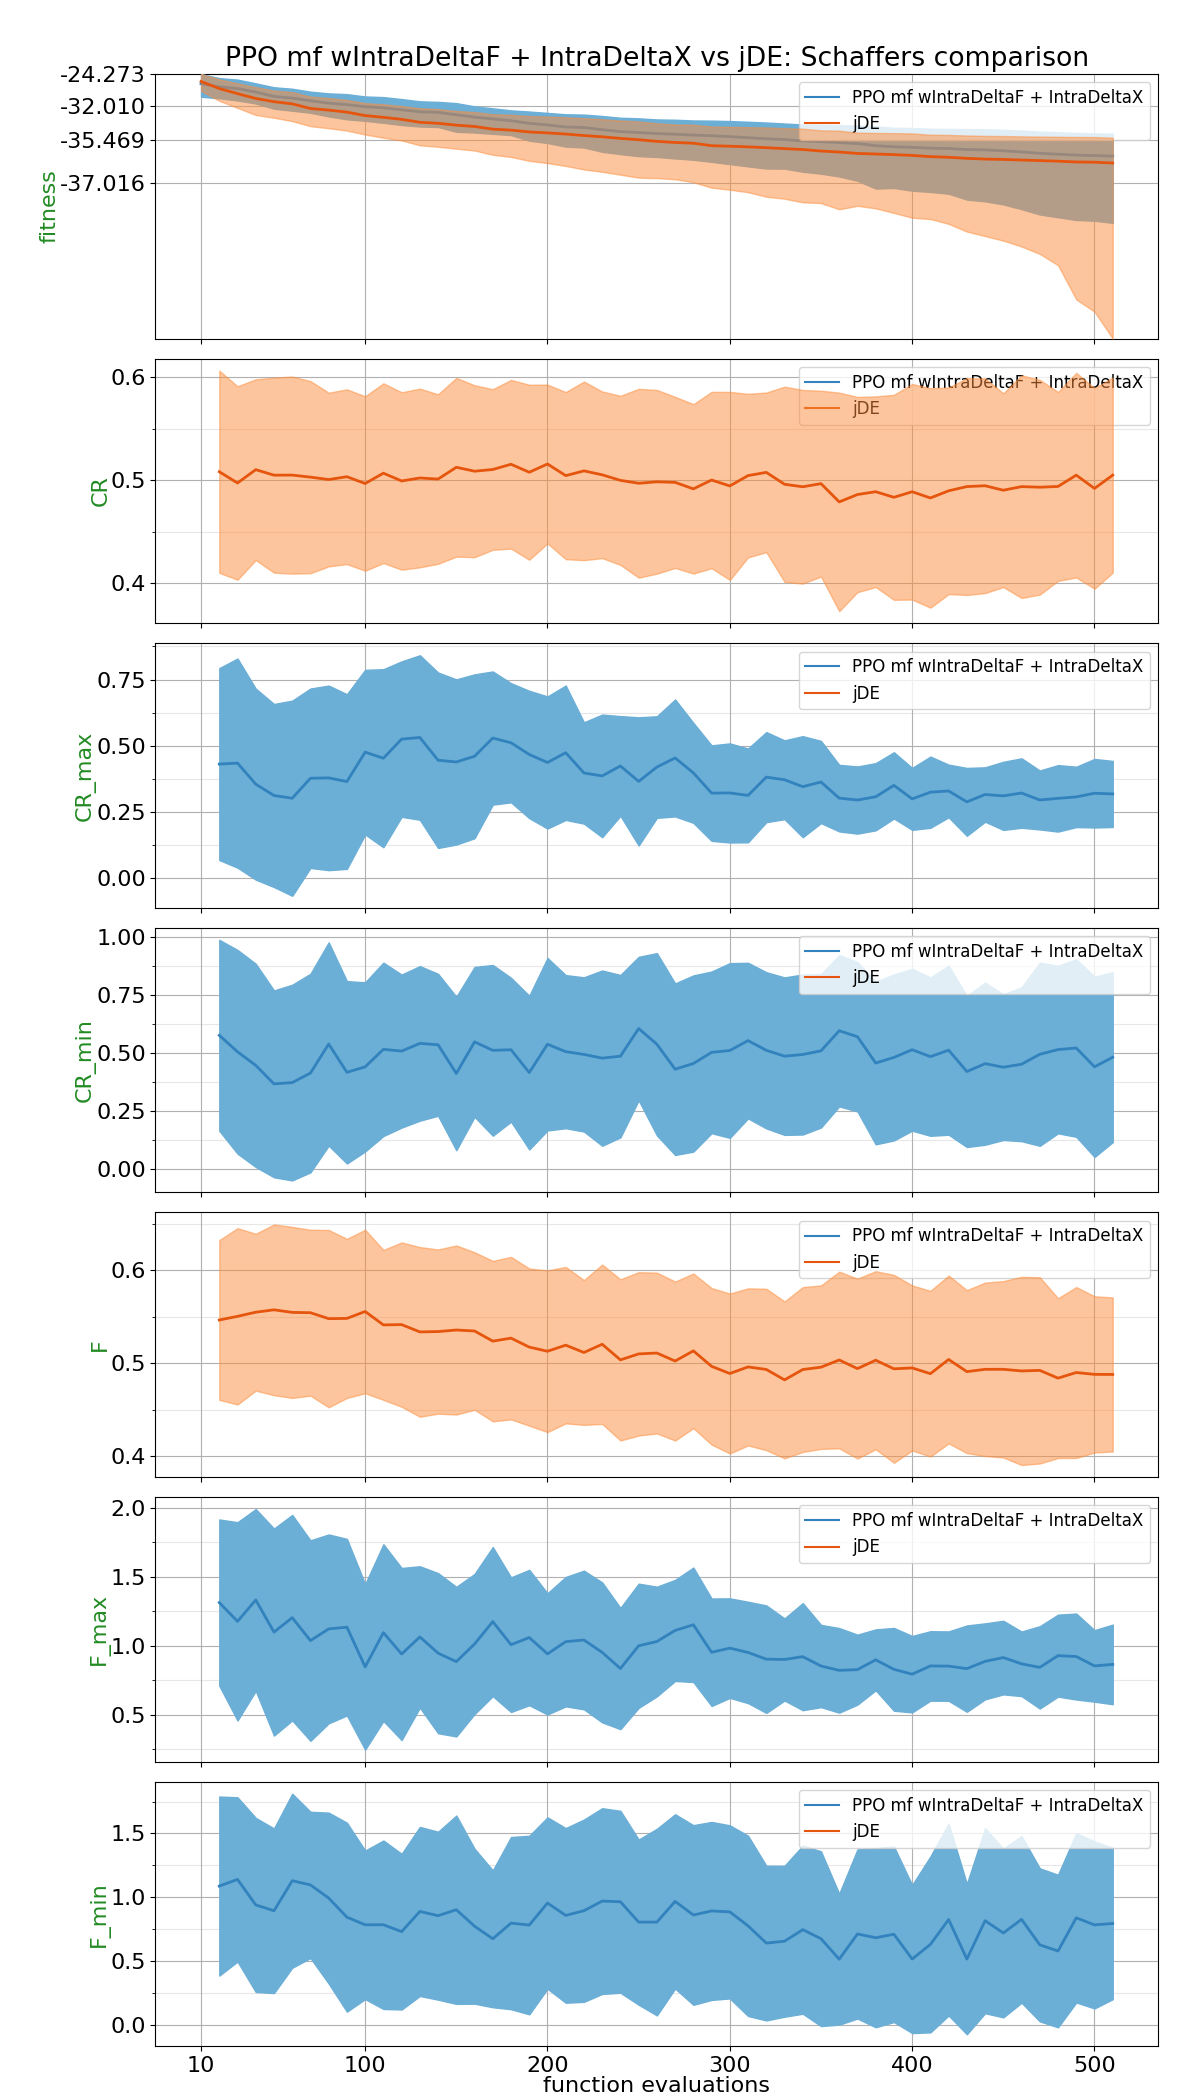 PPO mf wIntraDeltaF + IntraDeltaX vs jDE: Schaffers comparison
-24.273
-32.010
-35.469
-37.016
fitness
PPO mf wIntraDeltaF + IntraDeltaX
jDE
0.6
0.5
0.4
CR
PPO mf wIntraDeltaF + IntraDeltaX
jDE
0.75
0.50
0.25
0.00
CR_max
PPO mf wIntraDeltaF + IntraDeltaX
jDE
1.00
0.75
0.50
0.25
0.00
CR_min
PPO mf wIntraDeltaF + IntraDeltaX
jDE
0.6
0.5
0.4
F
PPO mf wIntraDeltaF + IntraDeltaX
jDE
2.0
1.5
1.0
0.5
F_max
PPO mf wIntraDeltaF + IntraDeltaX
jDE
1.5
1.0
0.5
0.0
F_min
PPO mf wIntraDeltaF + IntraDeltaX
jDE
10 100 200 300 400 500
function evaluations